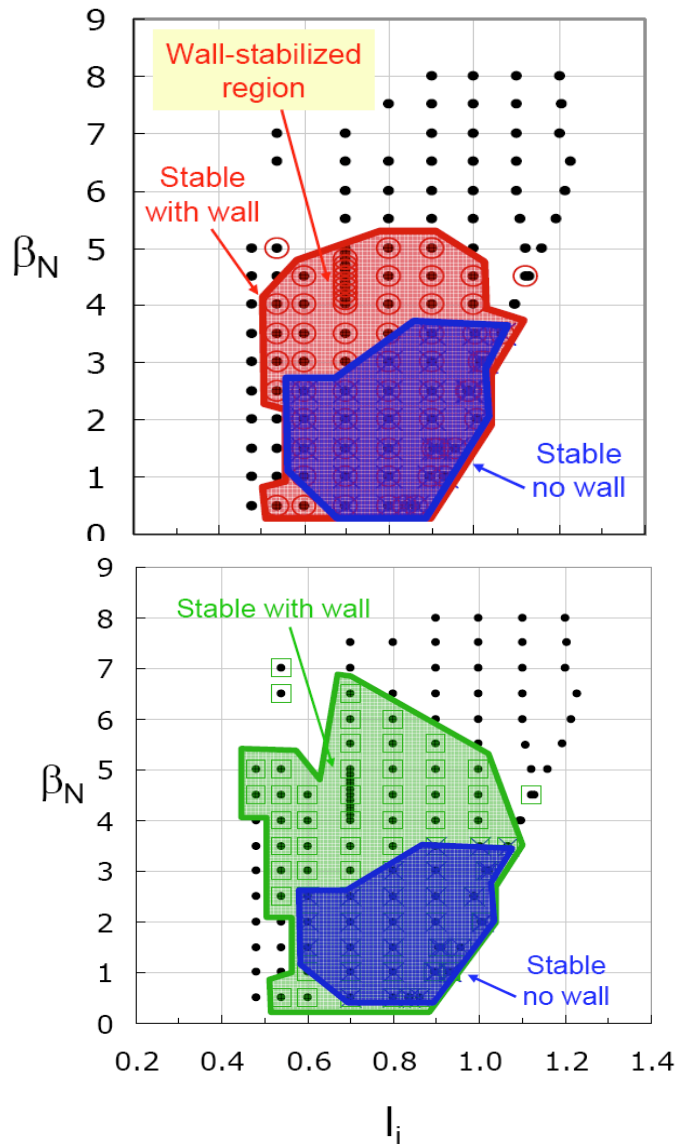 9
8
7
6
5
4
3
2
1
0
βN
Wall-stabilized
region
Stable
with wall
Stable
no wall
9
8
7
6
5
4
3
2
1
0
βN
Stable with wall
Stable
no wall
0.2
0.4
0.6
0.8
1.0
1.2
1.4
li